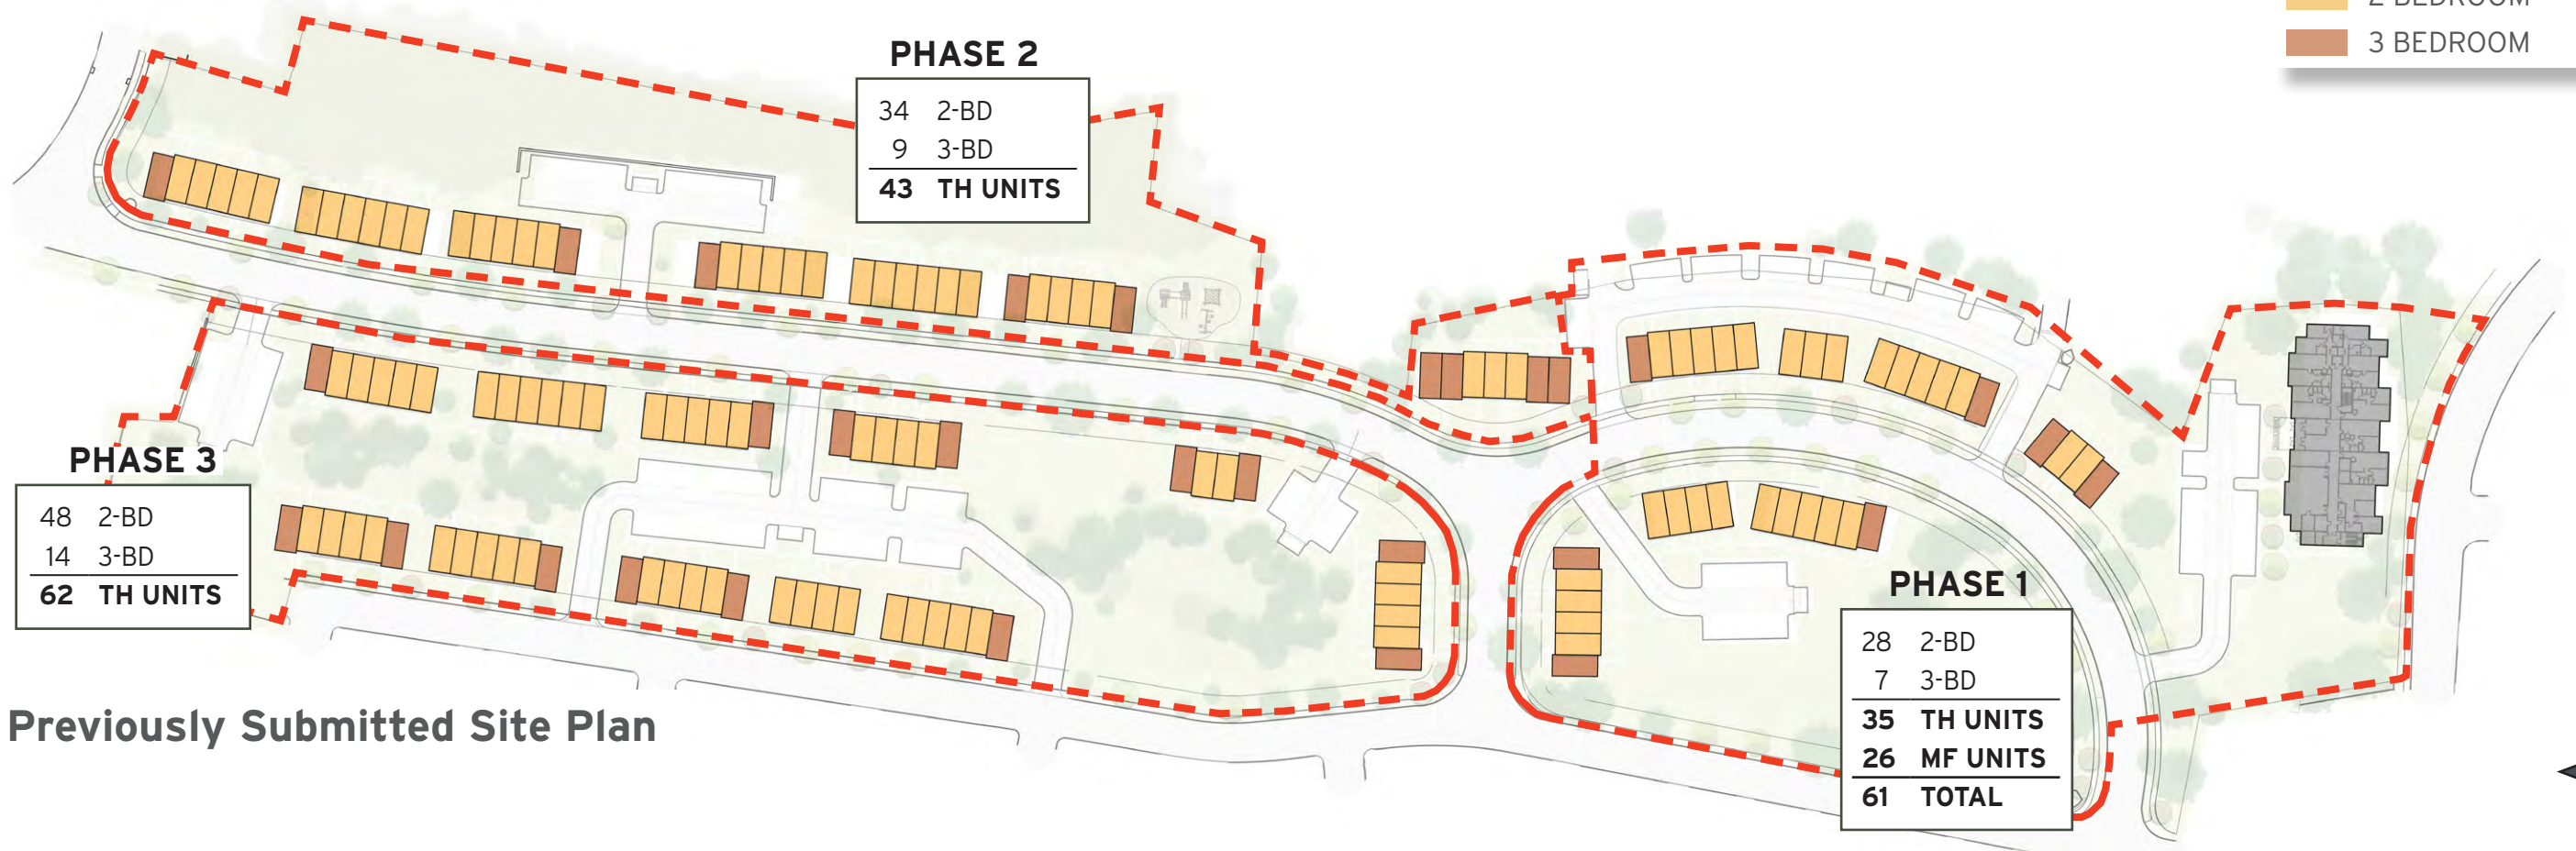 2 BEDROOM
3 BEDROOM
PHASE 2
34 2-BD
9 3-BD
43 TH UNITS
PHASE 3
48 2-BD
14 3-BD
62 TH UNITS
PHASE 1
28 2-BD
7 3-BD
35 TH UNITS
26 MF UNITS
61 TOTAL
Previously Submitted Site Plan